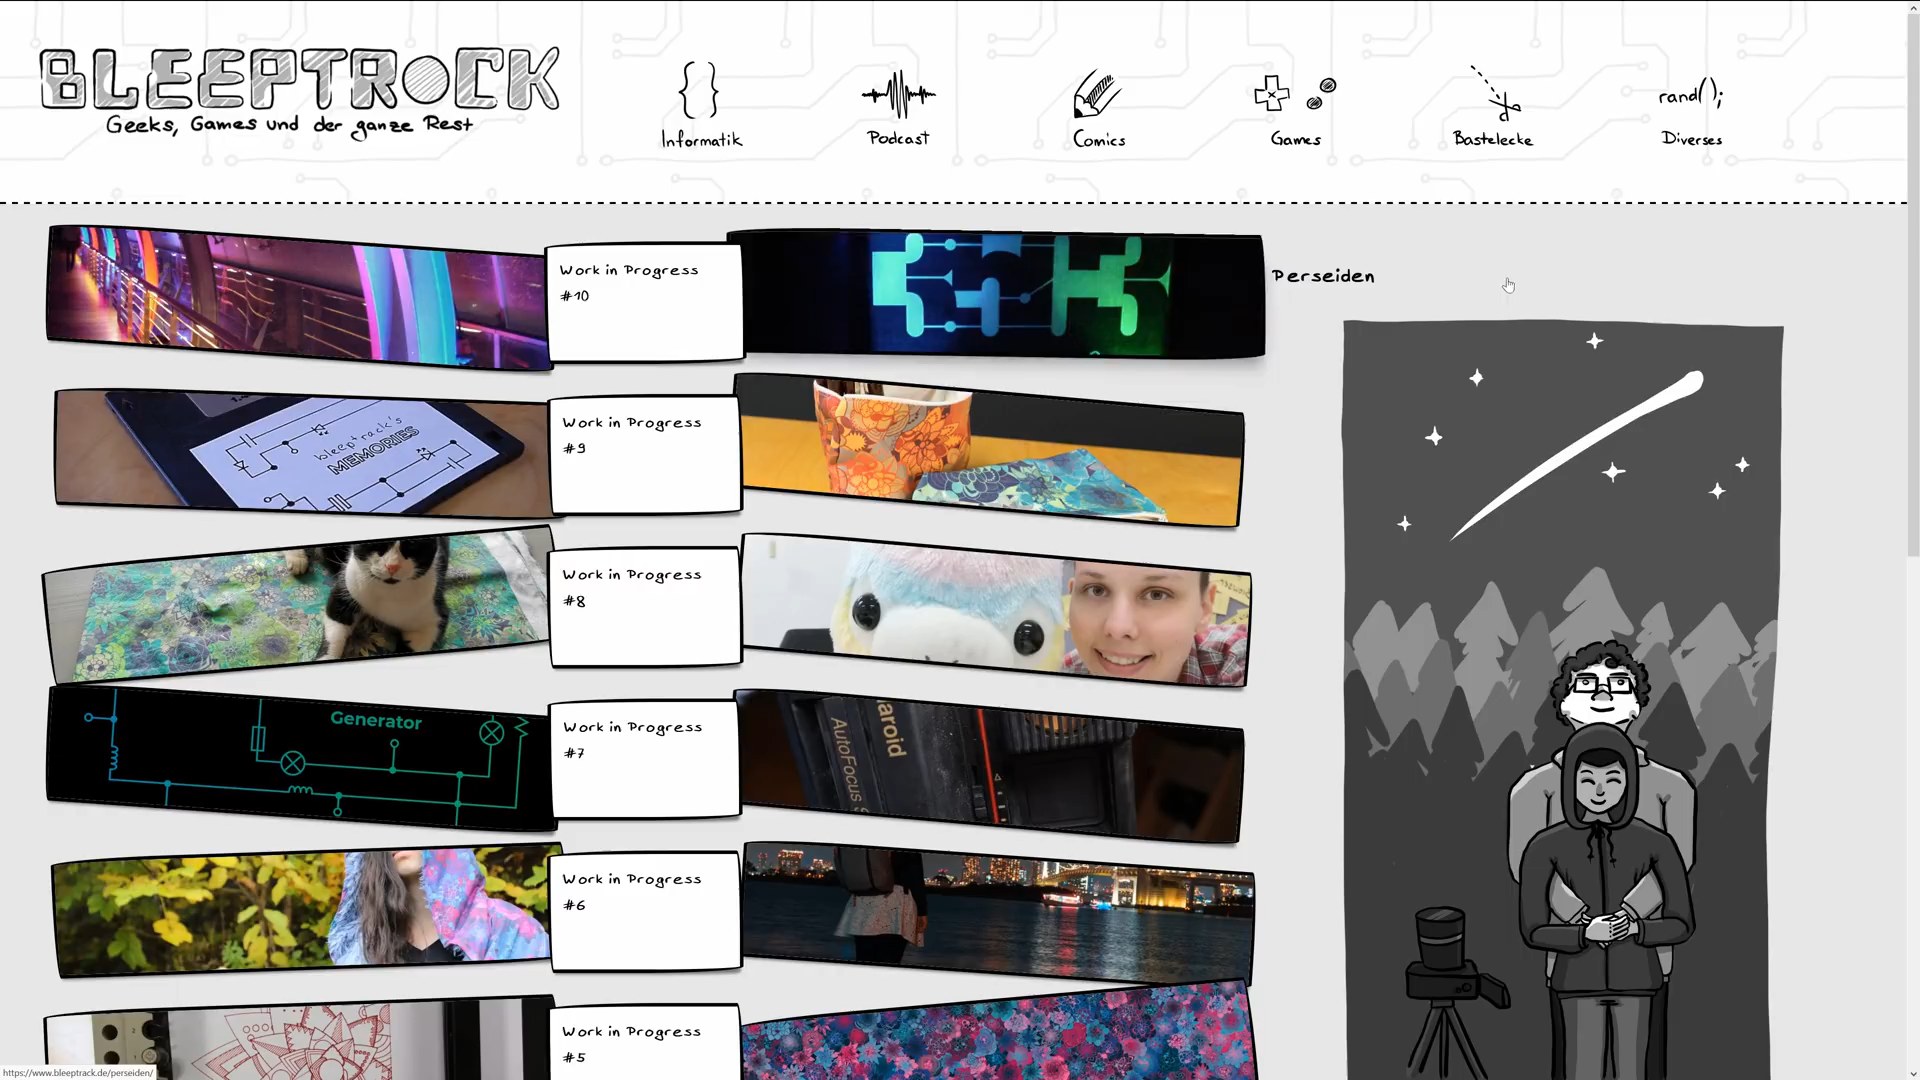 BLEEPTROCK
Geeks, Games und der ganze Rest
Informatik
Podcast
Comics
Games
Bastelecke
rand();
Diverses
Work in Progress
#10
Perseiden
Work in Progress
#9
bleeptrack's
MEMORIES
Work in Progress
#8
Generator
Work in Progress
#7
aroid
AutoFocus
Work in Progress
#6
Work in Progress
#5
https://www.bleeptrack.de/perseiden/